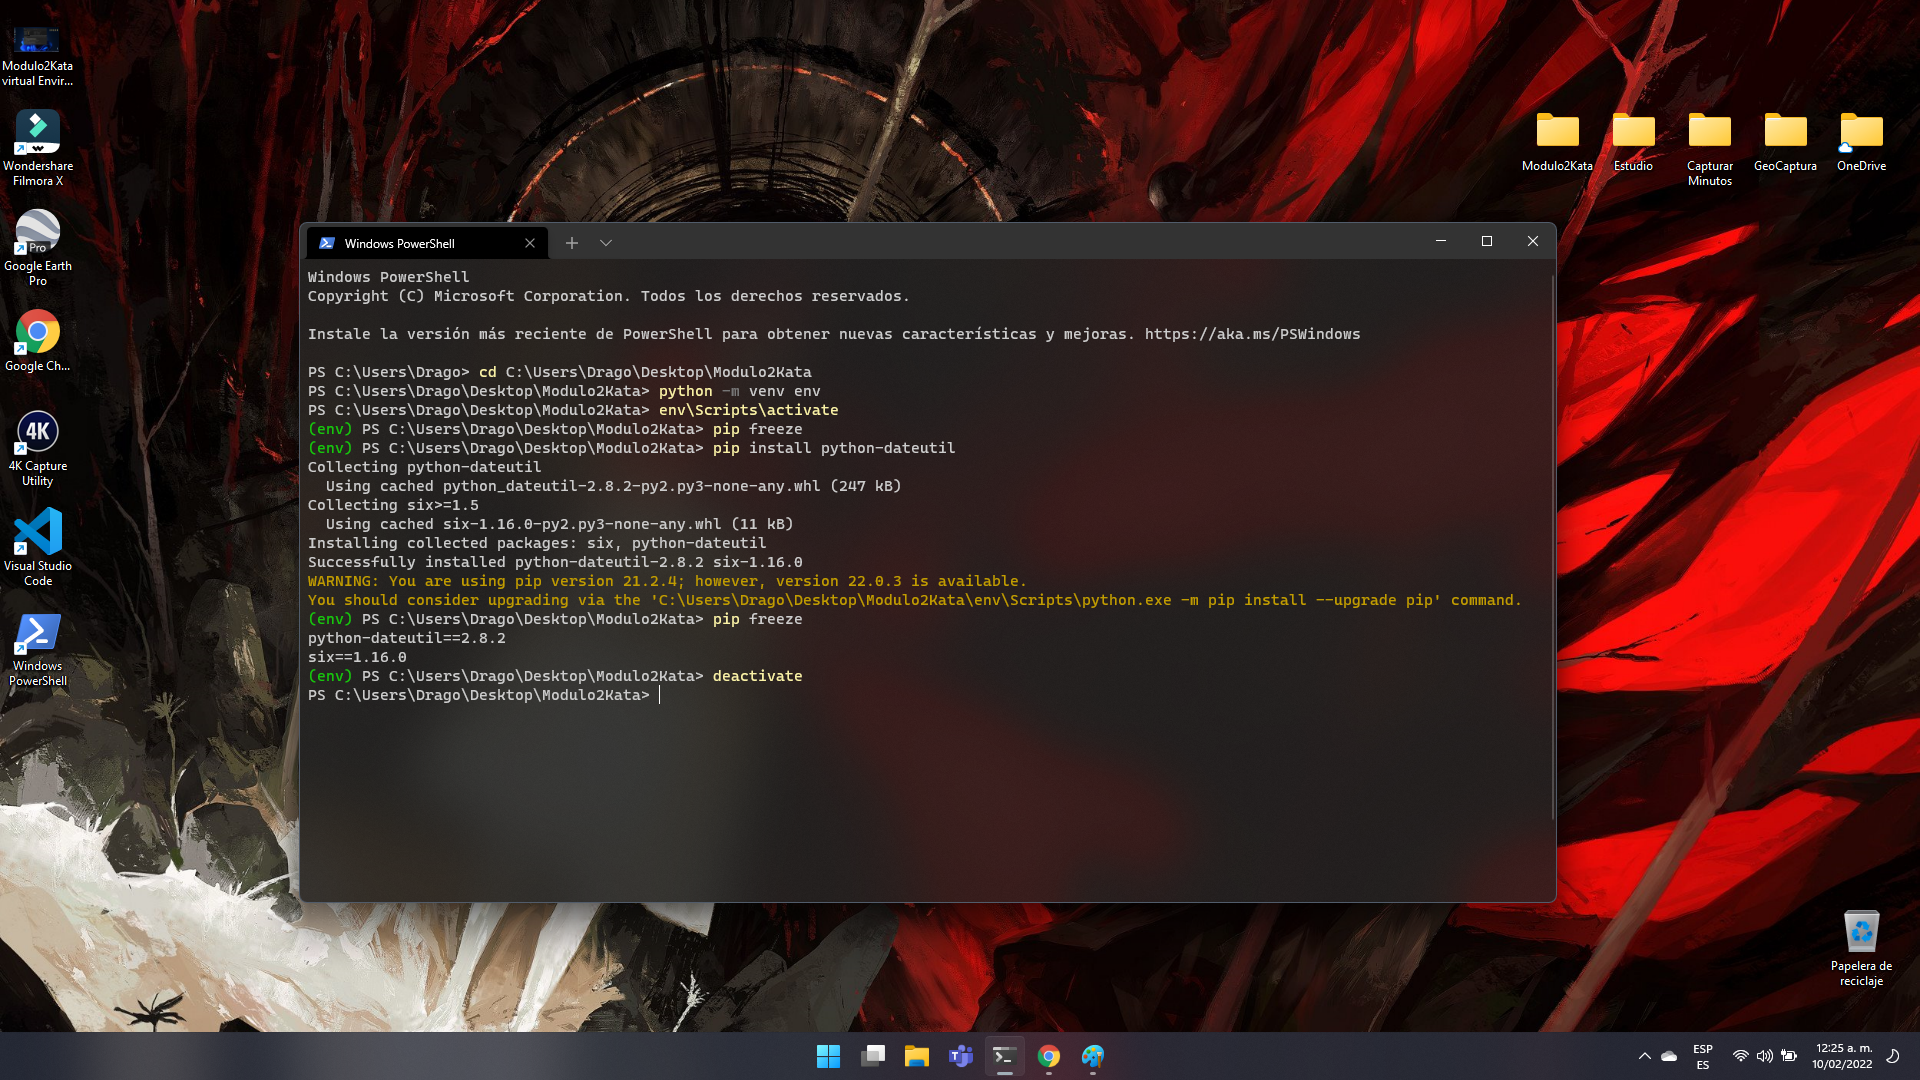 Modulo2Kata
virtual Envir...
Wondershare
Filmora X
Pro
Google Earth
Pro
Google Ch...
4K
4K Capture
Utility
Visual Studio
Code
Windows
PowerShell
Modulo2Kata
Estudio
Capturar
Minutos
GeoCaptura
OneDrive
Windows PowerShell
Windows PowerShell
Copyright (C) Microsoft Corporation. Todos los derechos reservados.
Instale la versión más reciente de PowerShell para obtener nuevas características y mejoras. https://aka.ms/PSWindows
PS C:\Users\Drago> cd C:\Users\Drago\Desktop\Modulo2Kata
PS C:\Users\Drago\Desktop\Modulo2Kata> python -m venv env
PS C:\Users\Drago\Desktop\Modulo2Kata> env\Scripts\activate
(env) PS C:\Users\Drago\Desktop\Modulo2Kata> pip freeze
(env) PS C:\Users\Drago\Desktop\Modulo2Kata> pip install python-dateutil
Collecting python-dateutil
  Using cached python_dateutil-2.8.2-py2.py3-none-any.whl (247 kB)
Collecting six>=1.5
  Using cached six-1.16.0-py2.py3-none-any.whl (11 kB)
Installing collected packages: six, python-dateutil
Successfully installed python-dateutil-2.8.2 six-1.16.0
WARNING: You are using pip version 21.2.4; however, version 22.0.3 is available.
You should consider upgrading via the 'C:\Users\Drago\Desktop\Modulo2Kata\env\Scripts\python.exe -m pip install --upgrade pip' command.
(env) PS C:\Users\Drago\Desktop\Modulo2Kata> pip freeze
python-dateutil==2.8.2
six==1.16.0
(env) PS C:\Users\Drago\Desktop\Modulo2Kata> deactivate
PS C:\Users\Drago\Desktop\Modulo2Kata>
Papelera de
reciclaje
ESP
ES
12:25 a. m.
10/02/2022